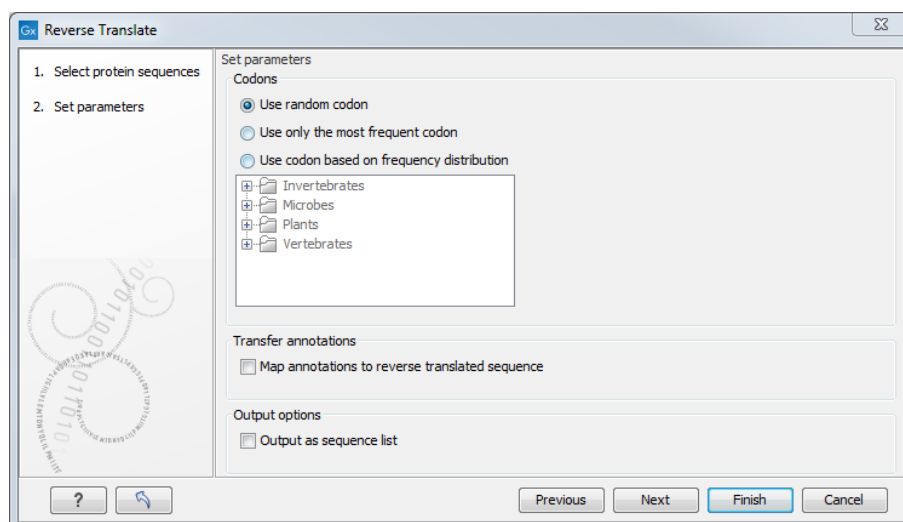 Gx Reverse Translate
1. Select protein sequences
2. Set parameters
Set parameters
Codons
Use random codon
Use only the most frequent codon
Use codon based on frequency distribution
Invertebrates
Microbes
Plants
Vertebrates
Transfer annotations
Map annotations to reverse translated sequence
Output options
Output as sequence list
?
Previous
Next
Finish
Cancel